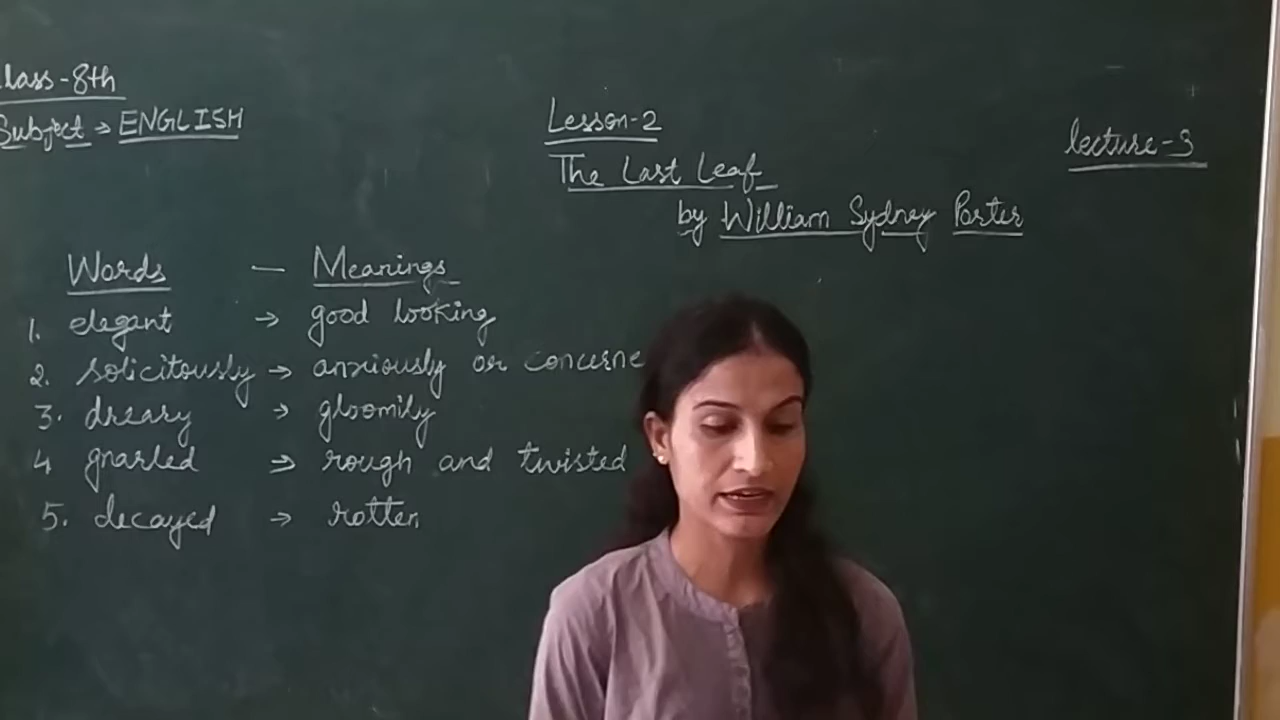 Class-8th
Subject → ENGLISH
Lesson-2
The Last Leaf
by William Sydney Porter
lecture-3
Words — Meanings
1. elegant → good looking
2. solicitously → anxiously or concerne
3. dreary → gloomily
4 gnarled → rough and twisted
5. decayed → rotten